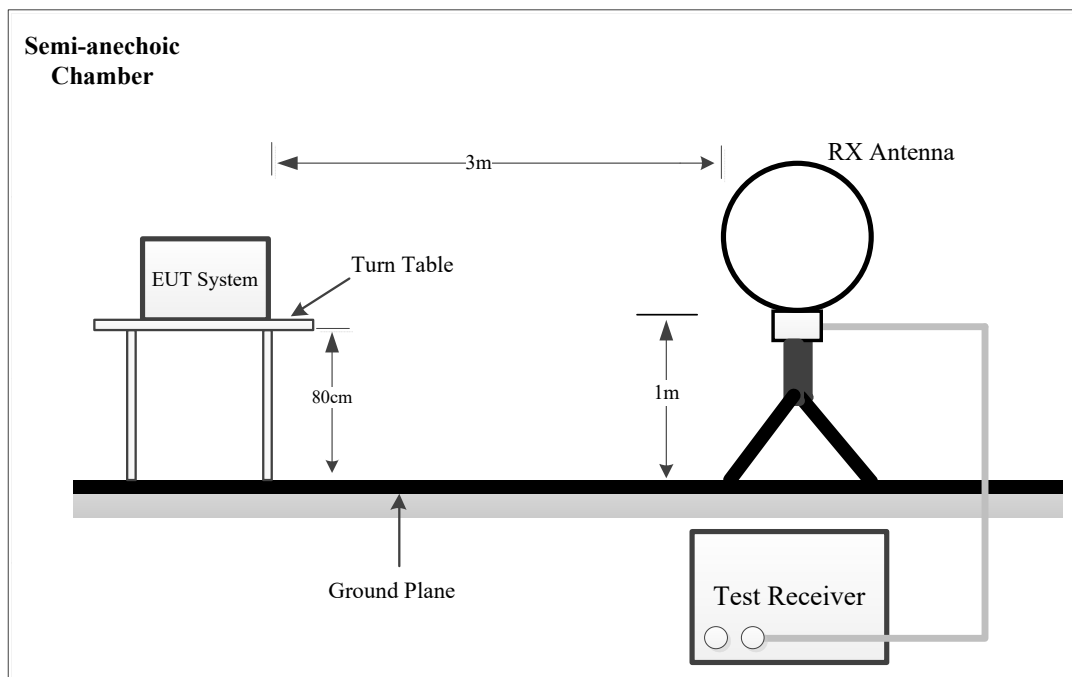 Semi-anechoic
Chamber
3m
RX Antenna
EUT System
Turn Table
80cm
1m
Ground Plane
Test Receiver